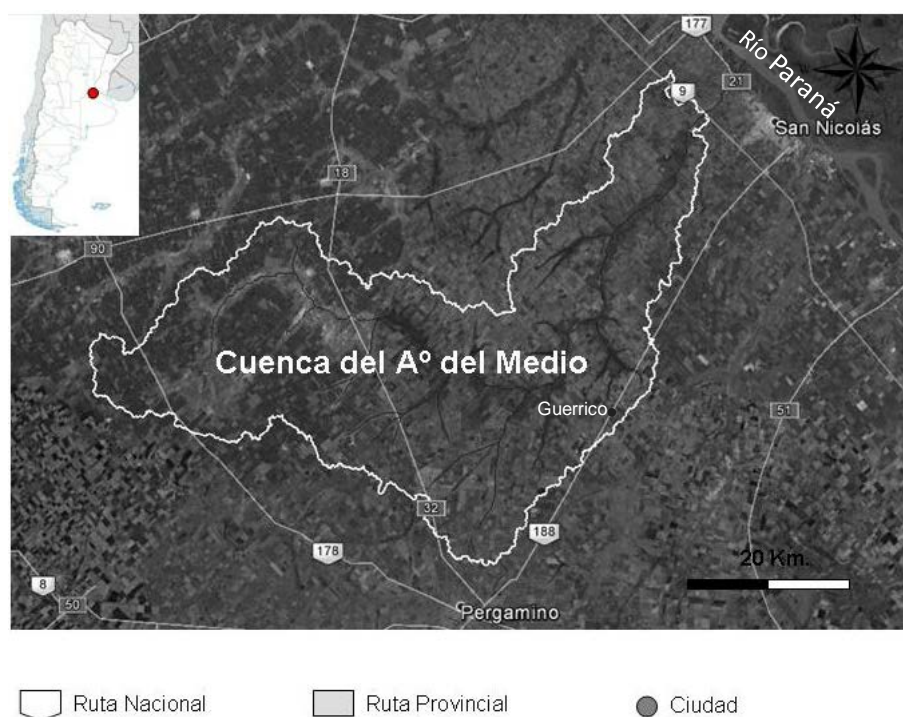 177
Río Paraná
21
9
San Nicolás
18
90
Cuenca del Aº del Medio
Guerrico
51
32
188
178
20 Km.
8
50
Pergamino
Ruta Nacional
Ruta Provincial
Ciudad